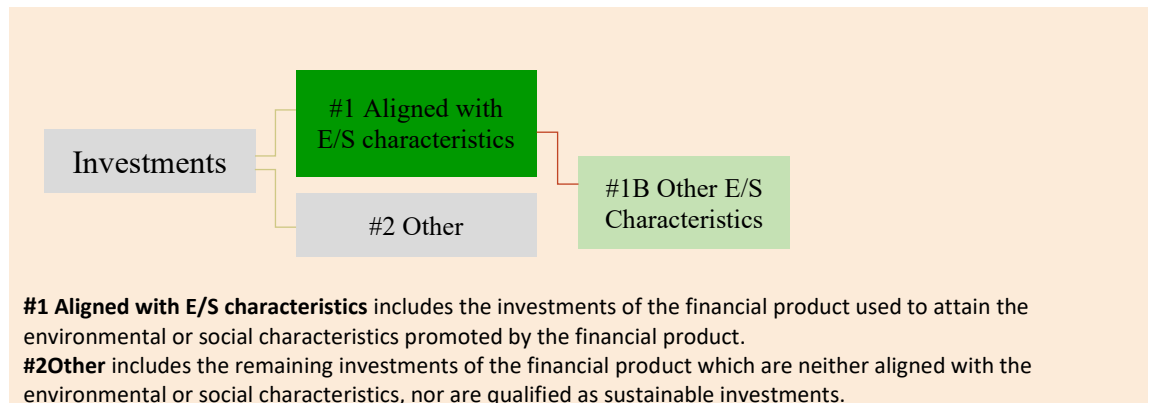 #1 Aligned with
E/S characteristics
Investments
#1B Other E/S
Characteristics
#2 Other
#1 Aligned with E/S characteristics includes the investments of the financial product used to attain the
environmental or social characteristics promoted by the financial product.
#2Other includes the remaining investments of the financial product which are neither aligned with the
environmental or social characteristics, nor are qualified as sustainable investments.